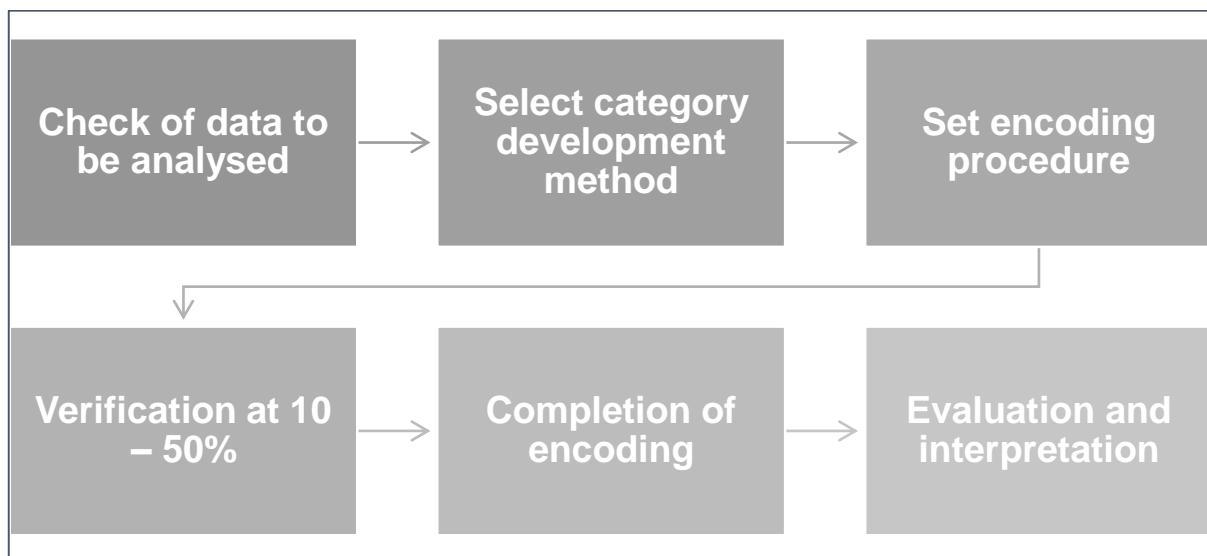 Check of data to
be analysed
Select category
development
method
Set encoding
procedure
Verification at 10
– 50%
Completion of
encoding
Evaluation and
interpretation